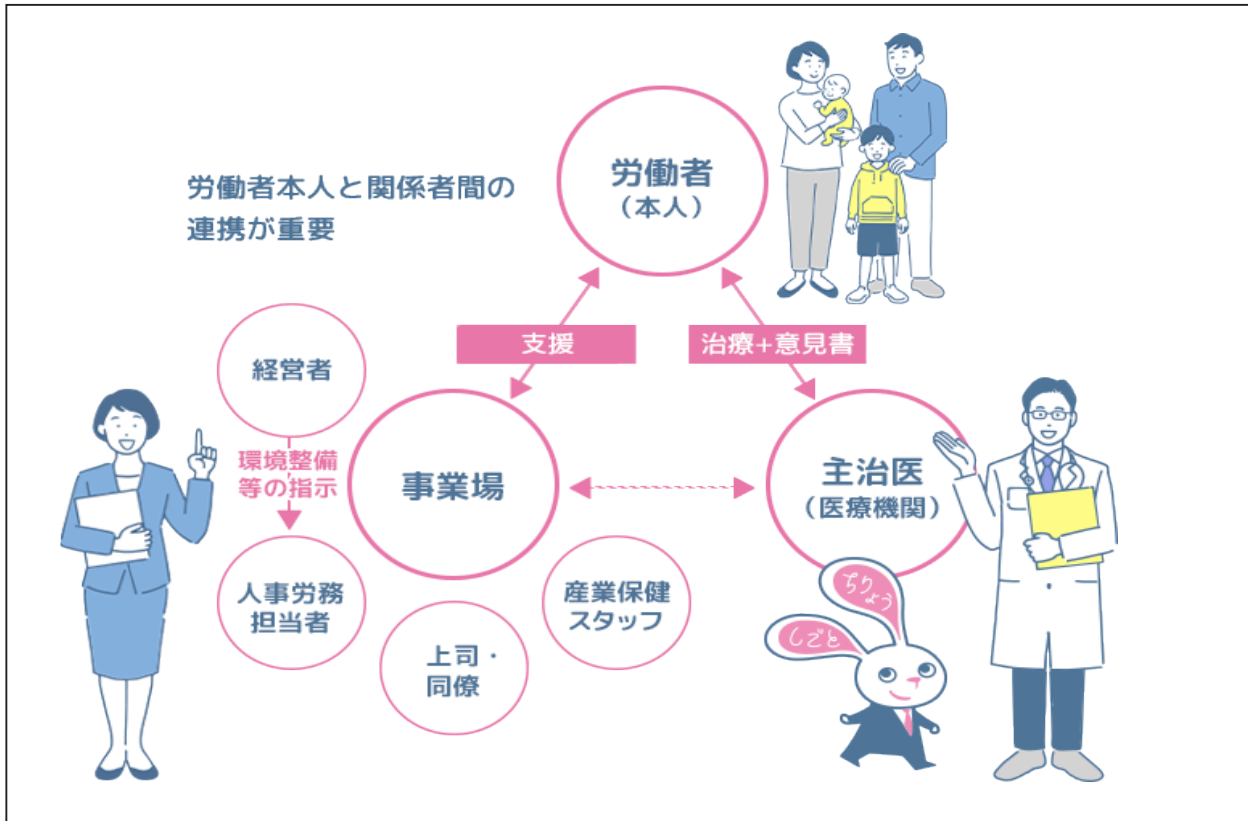 労働者
（本人）
労働者本人と関係者間の
連携が重要
支援
治療+意見書
経営者
環境整備
等の指示
事業場
主治医
（医療機関）
人事労務
担当者
産業保健
スタッフ
上司・
同僚
ちりょう
しごと